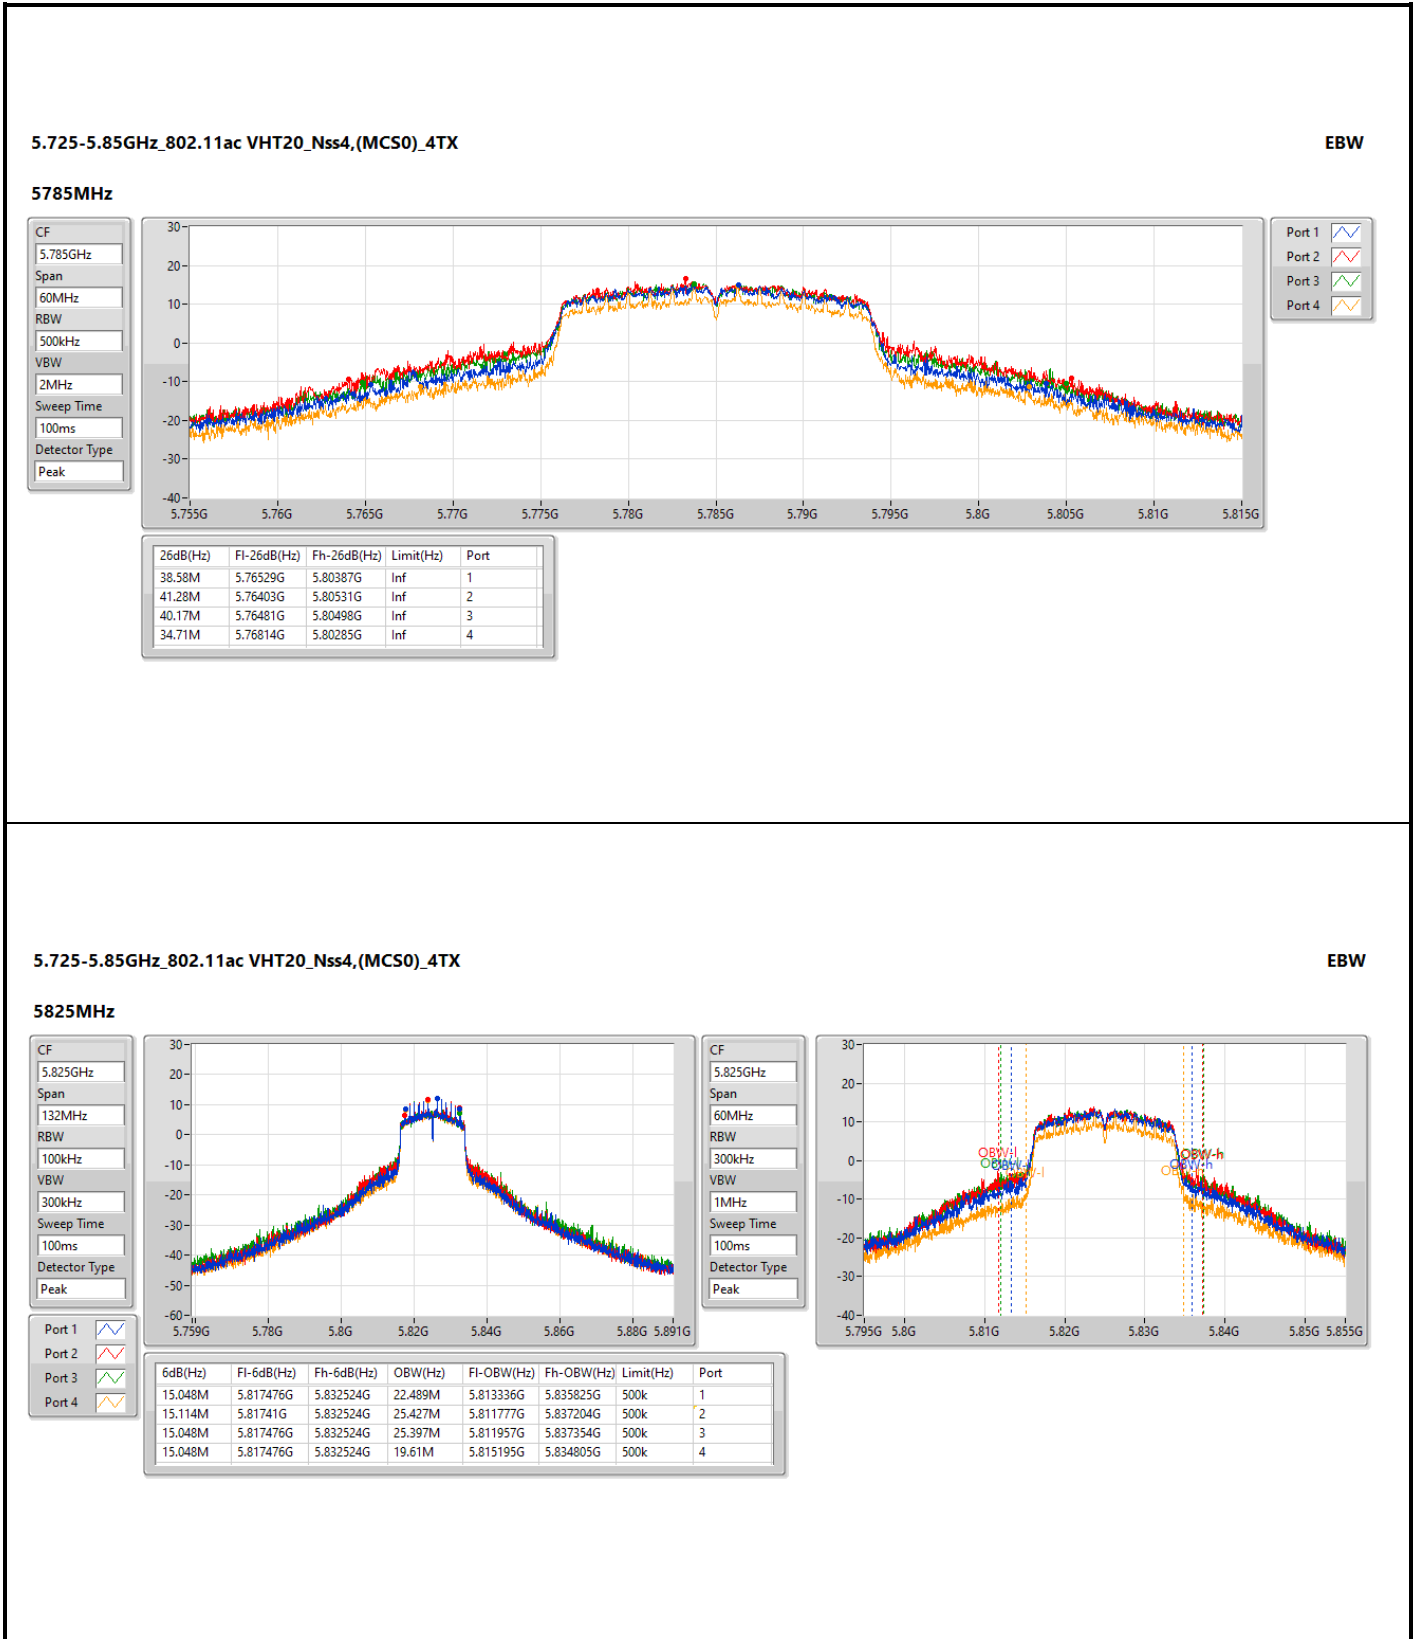 5.725-5.85GHz_802.11ac VHT20_Nss4,(MCS0)_4TX EBW
5785MHz
CF
5.785GHz
Span
60MHz
RBW
500kHz
VBW
2MHz
Sweep Time
100ms
Detector Type
Peak
30
20
10
0
-10
-20
-30
-40
5.755G 5.76G 5.765G 5.77G 5.775G 5.78G 5.785G 5.79G 5.795G 5.8G 5.805G 5.81G 5.815G
Port 1
Port 2
Port 3
Port 4
26dB(Hz) Fl-26dB(Hz) Fh-26dB(Hz) Limit(Hz) Port
38.58M 5.76529G 5.80387G Inf 1
41.28M 5.76403G 5.80531G Inf 2
40.17M 5.76481G 5.80498G Inf 3
34.71M 5.76814G 5.80285G Inf 4
5.725-5.85GHz_802.11ac VHT20_Nss4,(MCS0)_4TX EBW
5825MHz
CF
5.825GHz
Span
132MHz
RBW
100kHz
VBW
300kHz
Sweep Time
100ms
Detector Type
Peak
Port 1
Port 2
Port 3
Port 4
30
20
10
0
-10
-20
-30
-40
-50
-60
5.759G 5.78G 5.8G 5.82G 5.84G 5.86G 5.88G 5.891G
CF
5.825GHz
Span
60MHz
RBW
300kHz
VBW
1MHz
Sweep Time
100ms
Detector Type
Peak
30
20
10
0
-10
-20
-30
-40
OBW-l
OBW-h
OBW-h
5.795G 5.8G 5.81G 5.82G 5.83G 5.84G 5.85G 5.855G
6dB(Hz) Fl-6dB(Hz) Fh-6dB(Hz) OBW(Hz) Fl-OBW(Hz) Fh-OBW(Hz) Limit(Hz) Port
15.048M 5.817476G 5.832524G 22.489M 5.813336G 5.835825G 500k 1
15.114M 5.81741G 5.832524G 25.427M 5.811777G 5.837204G 500k 2
15.048M 5.817476G 5.832524G 25.397M 5.811957G 5.837354G 500k 3
15.048M 5.817476G 5.832524G 19.61M 5.815195G 5.834805G 500k 4